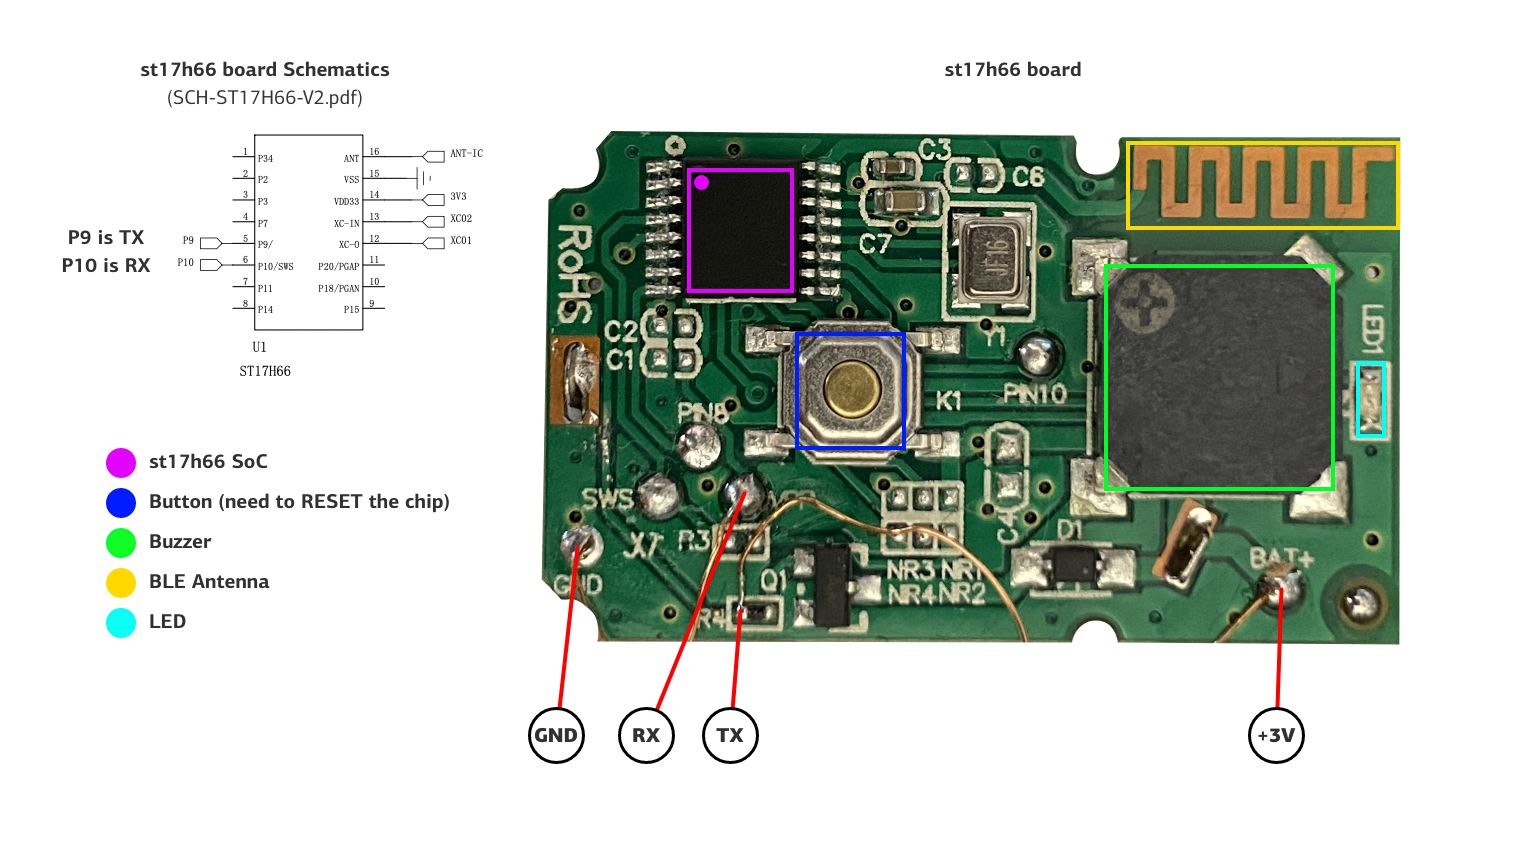 st17h66 board Schematics
(SCH-ST17H66-V2.pdf)
st17h66 board
1 P34 ANT 16 ANT-IC
2 P2 VSS 15
3 P3 VDD33 14 3V3
4 P7 XC-IN 13 XCO2
P9 5 P9/ XC-O 12 XCO1
P10 6 P10/SWS P20/PGAP 11
7 P11 P18/PGAN 10
8 P14 P15 9
U1
ST17H66
P9 is TX
P10 is RX
st17h66 SoC
Button (need to RESET the chip)
Buzzer
BLE Antenna
LED
C3
C6
C7
ROHS
C2
C1
Y1
LED1
PIN10
K1
SWS
R3
C4
D1
X7
GND
Q1
NR3 NR1
NR4 NR2
BAT+
R4
GND
RX
TX
+3V